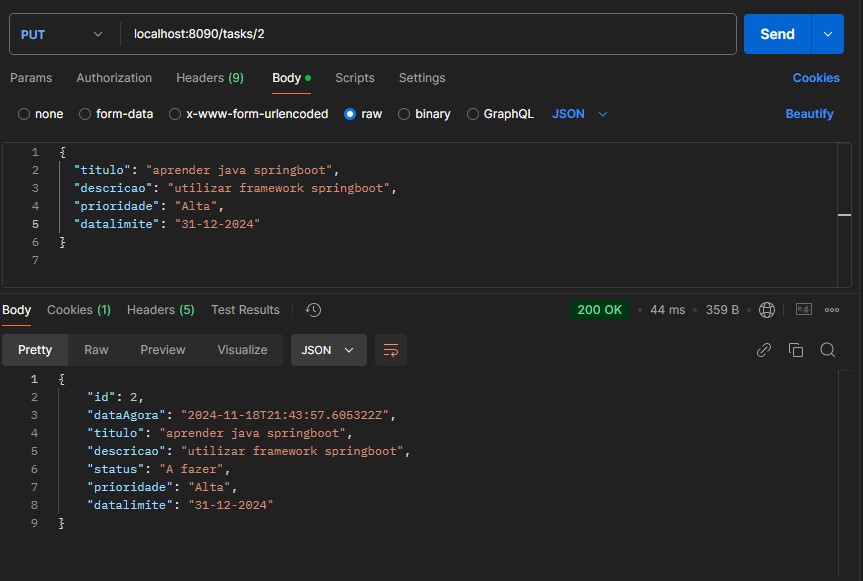 PUT localhost:8090/tasks/2 Send
Params Authorization Headers (9) Body Scripts Settings Cookies
none form-data x-www-form-urlencoded raw binary GraphQL JSON Beautify
1 {
2 "titulo": "aprender java springboot",
3 "descricao": "utilizar framework springboot",
4 "prioridade": "Alta",
5 "datalimite": "31-12-2024"
6 }
7
Body Cookies (1) Headers (5) Test Results 200 OK • 44 ms • 359 B • e.g.
Pretty Raw Preview Visualize JSON
1 {
2 "id": 2,
3 "dataAgora": "2024-11-18T21:43:57.605322Z",
4 "titulo": "aprender java springboot",
5 "descricao": "utilizar framework springboot",
6 "status": "A fazer",
7 "prioridade": "Alta",
8 "datalimite": "31-12-2024"
9 }